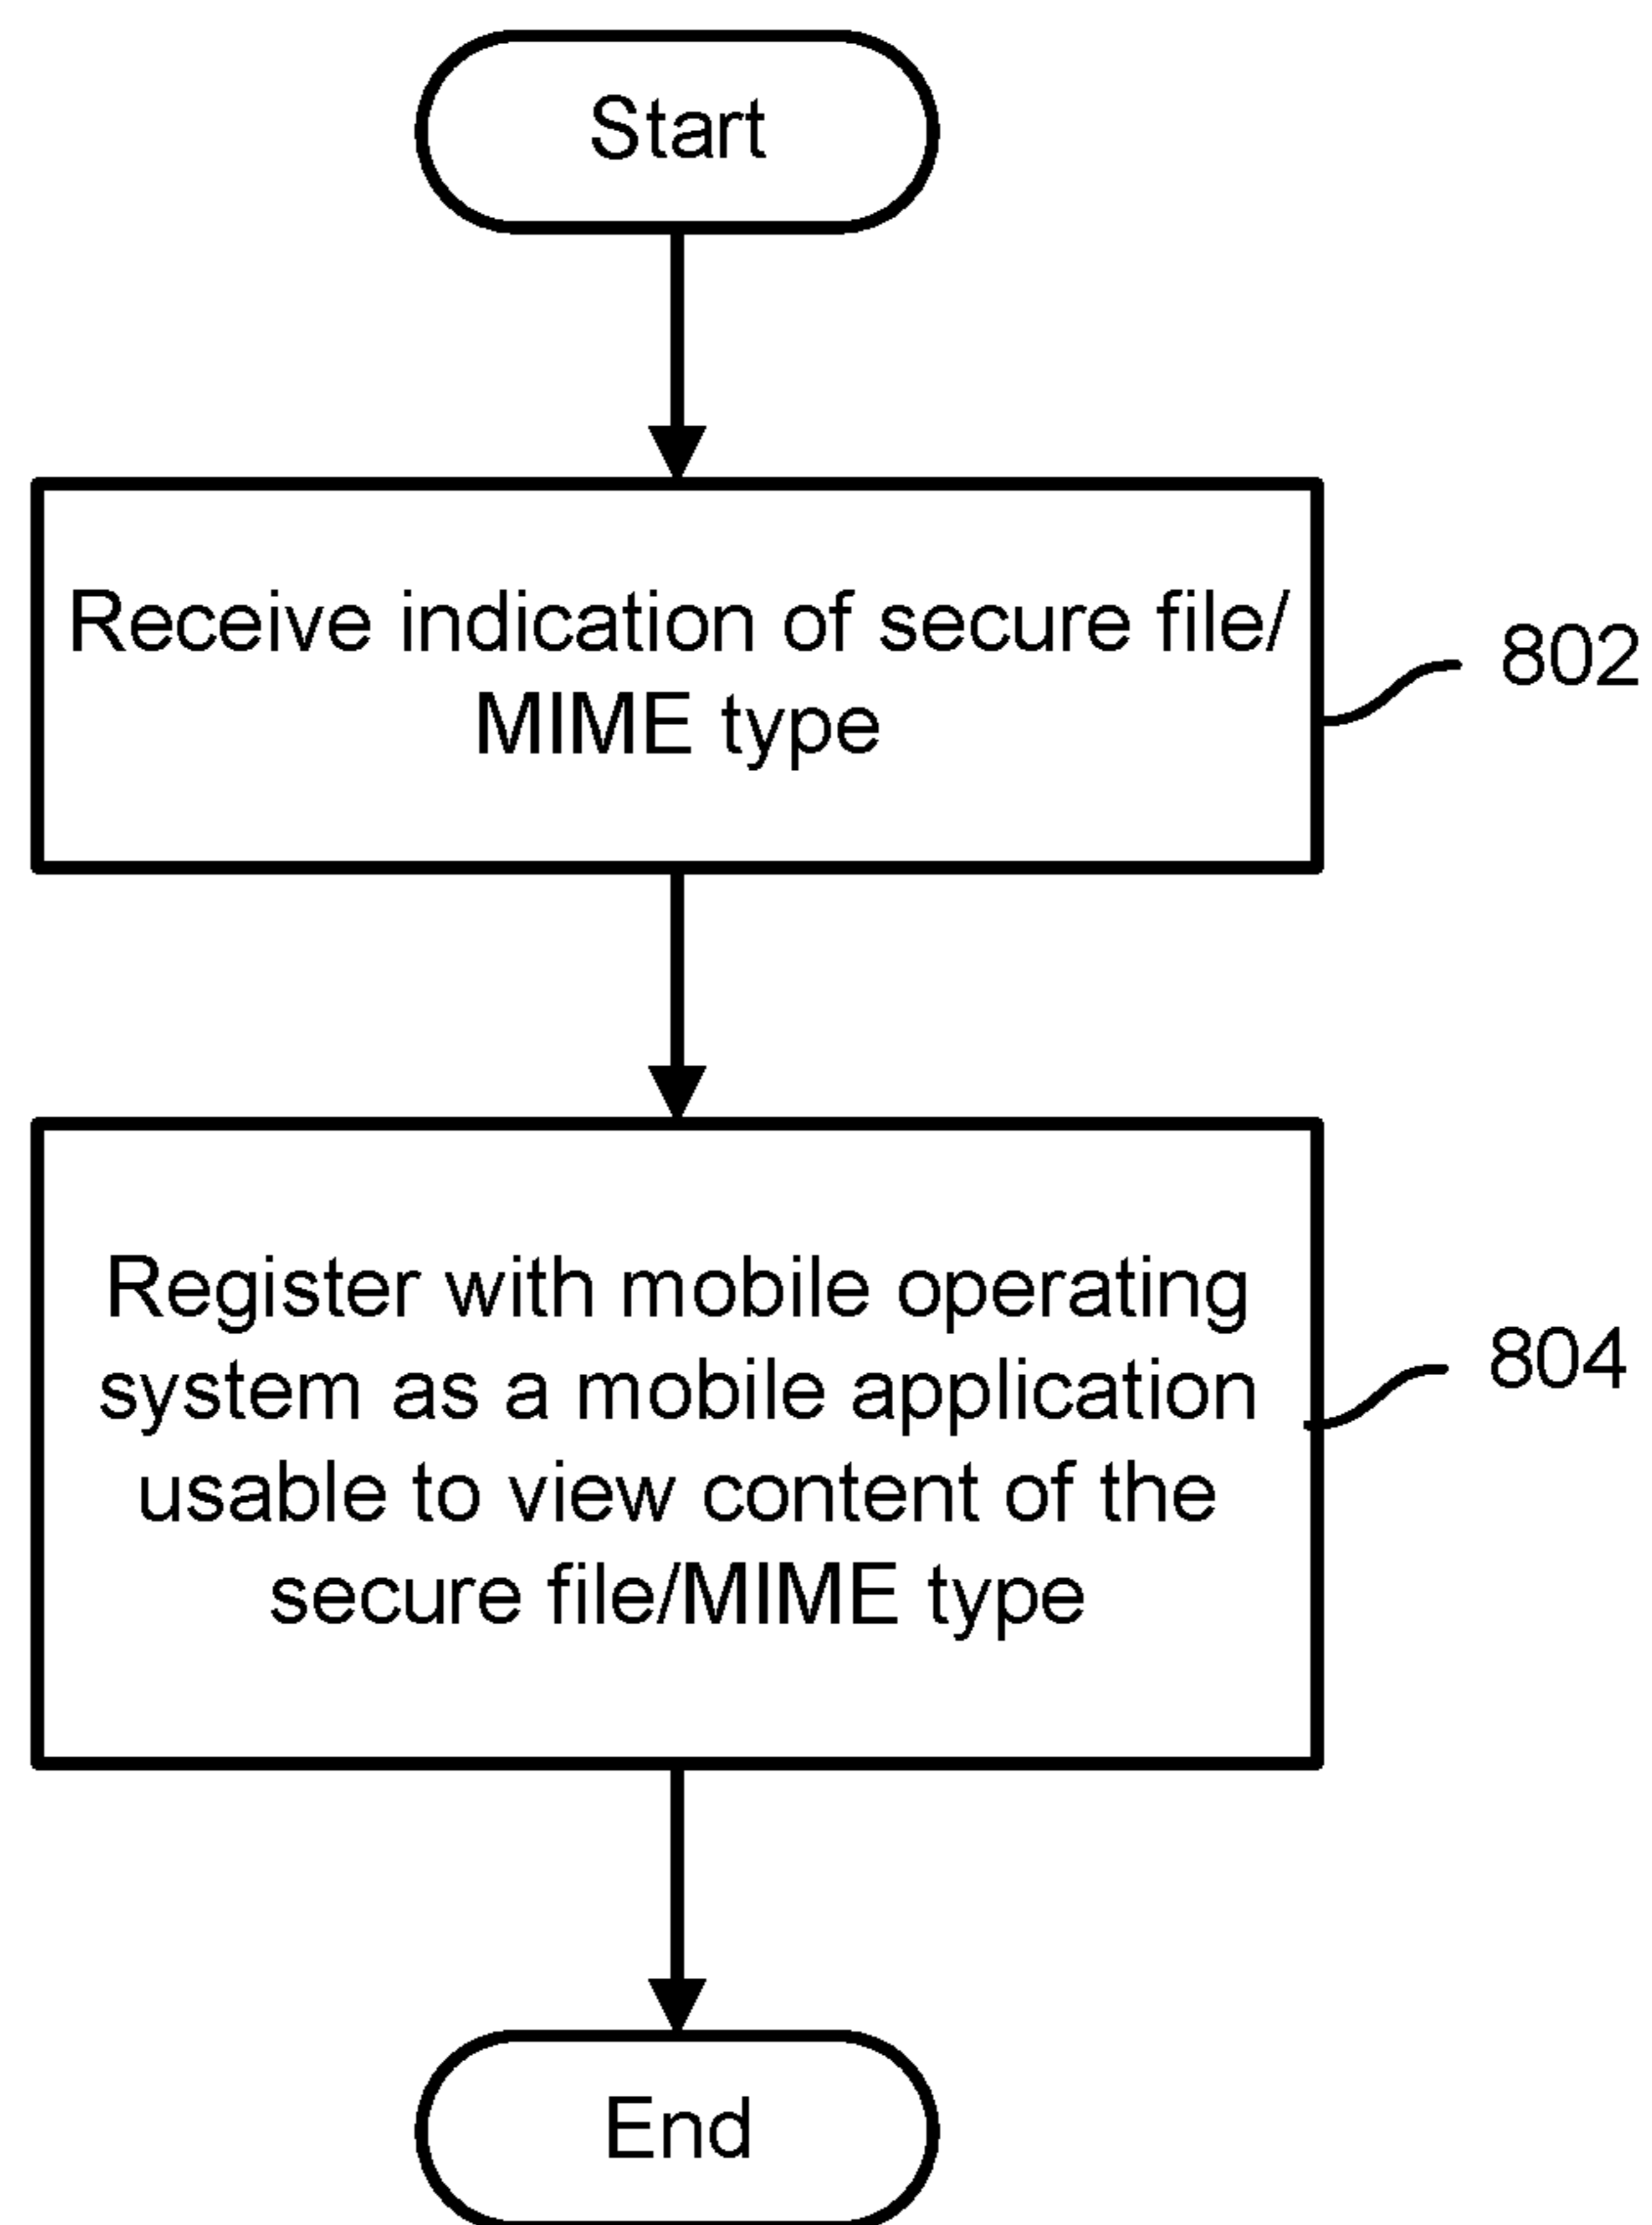 Start
Receive indication of secure file/
MIME type
802
Register with mobile operating
system as a mobile application
usable to view content of the
secure file/MIME type
804
End